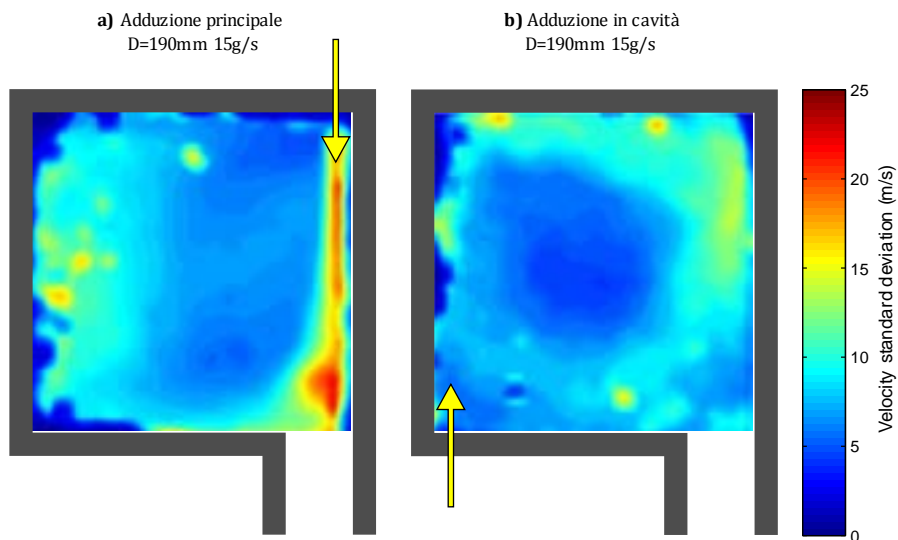 a) Adduzione principale
D=190mm 15g/s
b) Adduzione in cavità
D=190mm 15g/s
25
20
15
10
5
0
Velocity standard deviation (m/s)